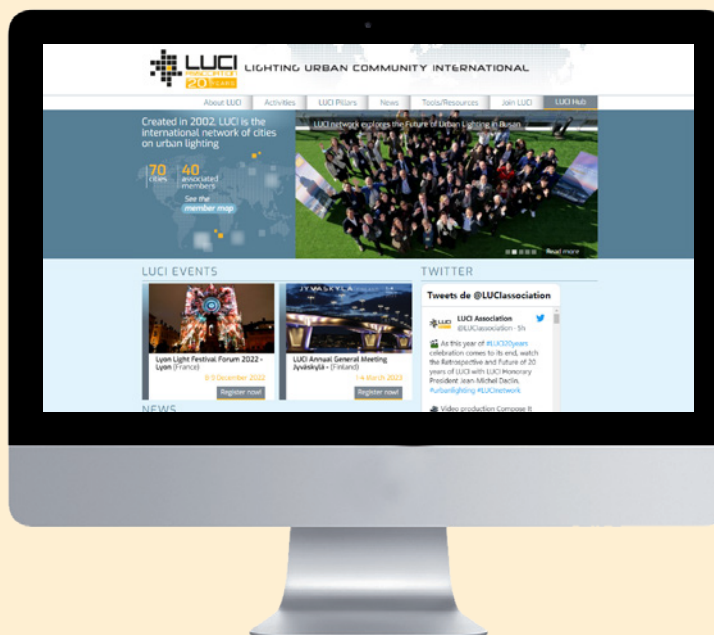 LUCI
ASSOCIATION
20 YEARS
LIGHTING URBAN COMMUNITY INTERNATIONAL
About LUCI
Activities
LUCI Pillars
News
Tools/Resources
Join LUCI
LUCI Hub
Created in 2002, LUCI is the
international network of cities
on urban lighting
70
cities
40
associated
members
See the
member map
LUCI network explores the Future of Urban Lighting in Busan
Read more
LUCI EVENTS
Lyon Light Festival Forum 2022 -
Lyon (France)
Register now!
JYVÄSKYLÄ
LUCI Annual General Meeting
Jyväskylä - (Finland)
1-4 March 2023
Register now!
NEWS
TWITTER
Tweets de @LUCIassociation
LUCI
LUCI Association
@LUCIassociation · 5h
As this year of #LUCI20years
celebration comes to its end, watch
the Retrospective and Future of 20
years of LUCI with LUCI Honorary
President Jean-Michel Daclin.
#urbanlighting #LUCInetwork
Video production Compose It